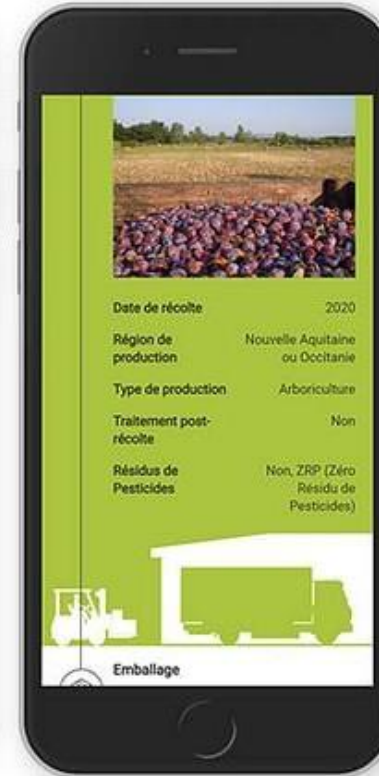 Date de récolte 2020
Région de Nouvelle Aquitaine
production ou Occitanie
Type de production Arboriculture
Traitement post- Non
récolte
Résidus de Non, ZRP (Zéro
Pesticides Résidu de
Pesticides)
Emballage